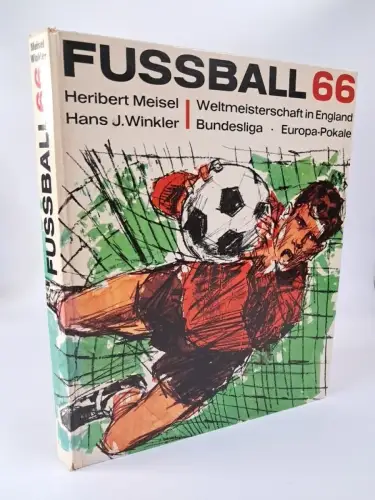 FUSSBALL 66
Heribert Meisel
Hans J.Winkler
Weltmeisterschaft in England
Bundesliga · Europa-Pokale
Meisel
Winkler
FUSSBALL 66